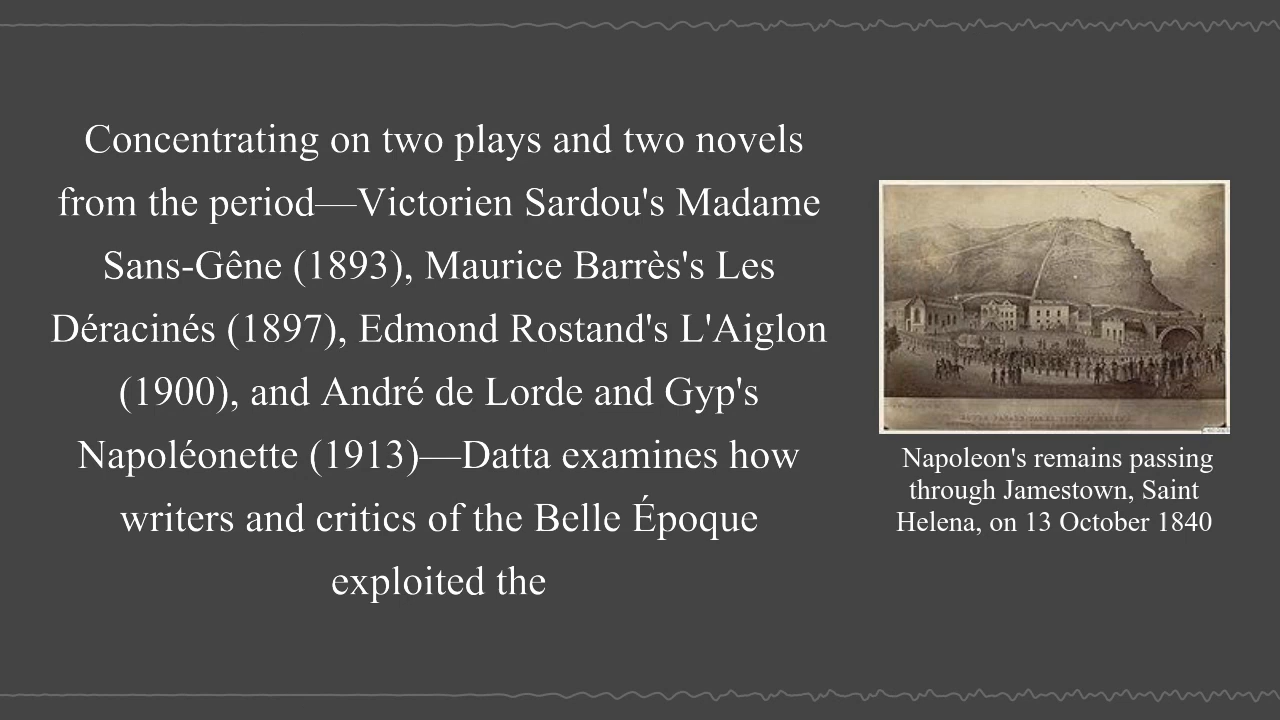 Concentrating on two plays and two novels
from the period—Victorien Sardou's Madame
Sans-Gêne (1893), Maurice Barrès's Les
Déracinés (1897), Edmond Rostand's L'Aiglon
(1900), and André de Lorde and Gyp's
Napoléonette (1913)—Datta examines how
writers and critics of the Belle Époque
exploited the
Napoleon's remains passing
through Jamestown, Saint
Helena, on 13 October 1840